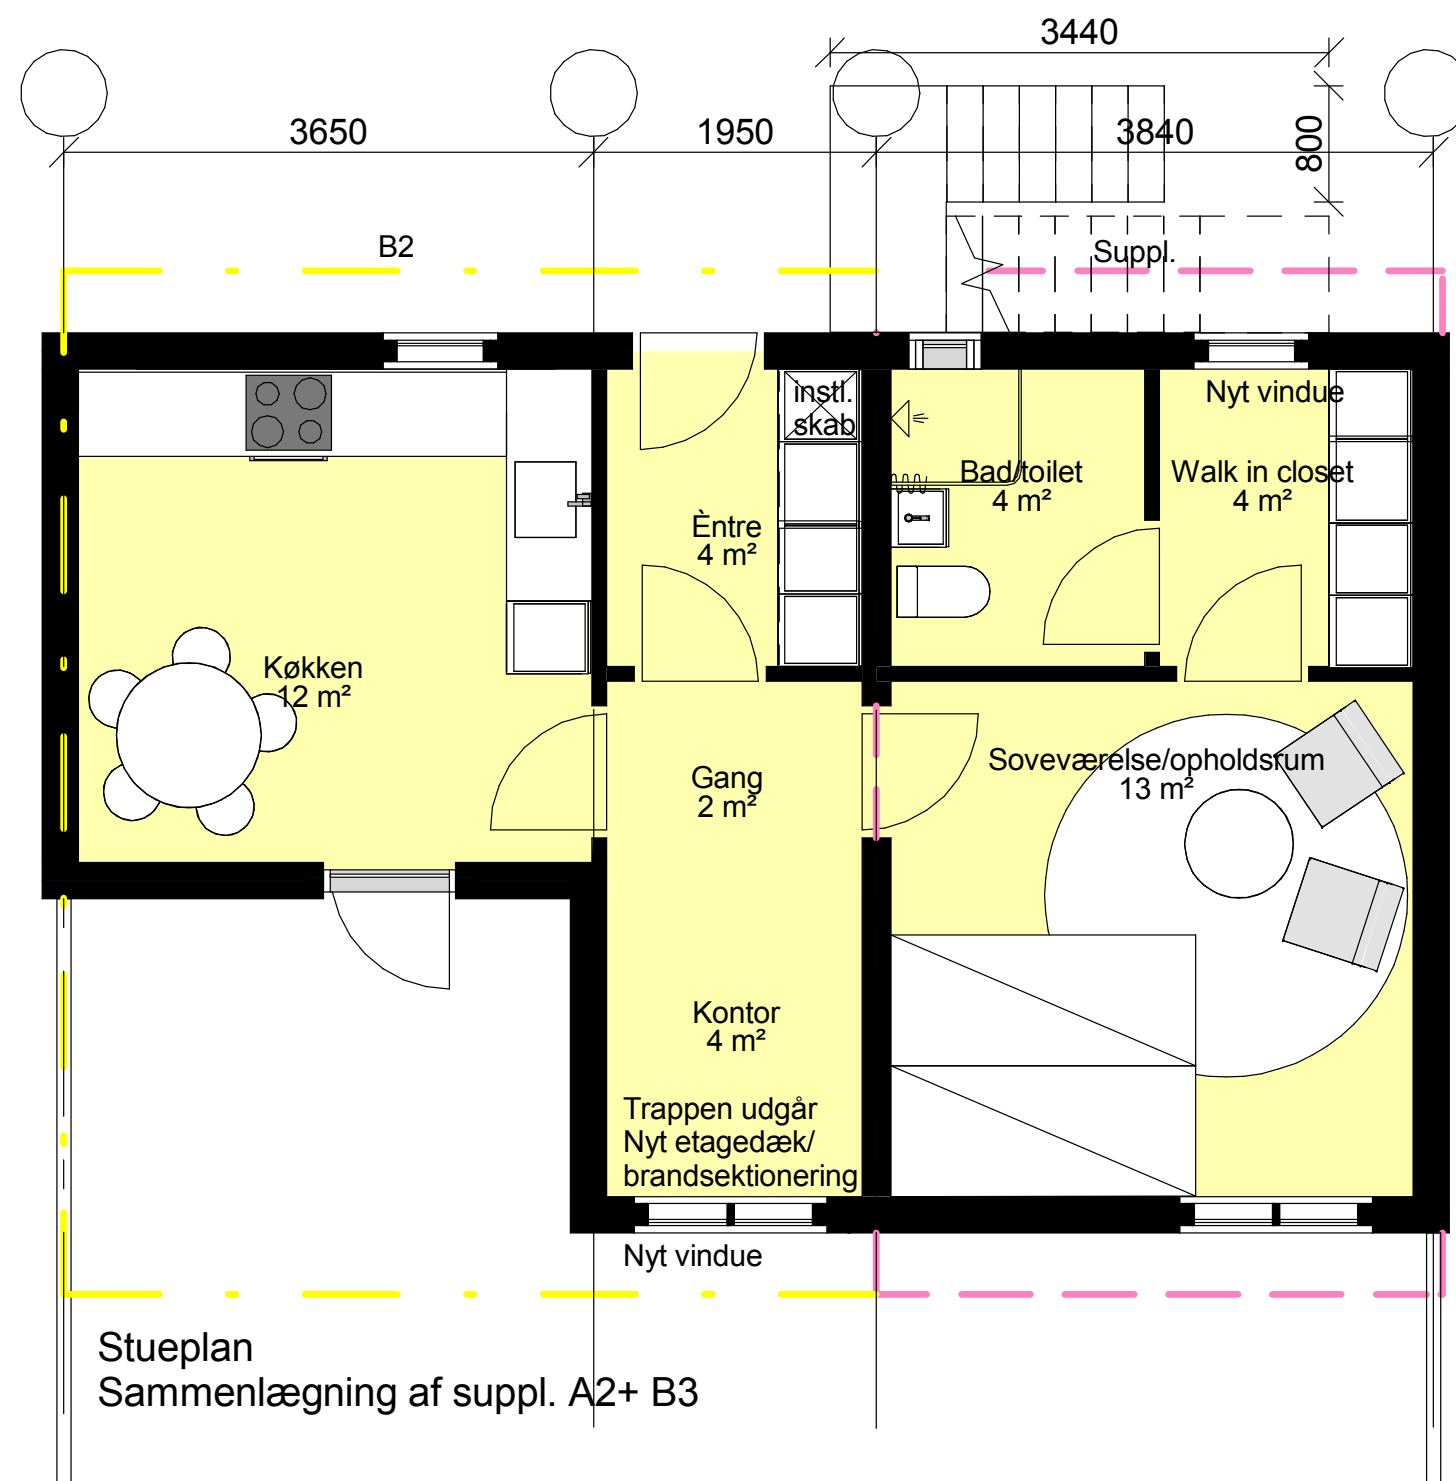 3440
3650
1950
3840
800
B2
Suppl.
instl.
skab
Nyt vindue
Bad/toilet
4 m²
Walk in closet
4 m²
Èntre
4 m²
Køkken
12 m²
Gang
2 m²
Soveværelse/opholdsrum
13 m²
Kontor
4 m²
Trappen udgår
Nyt etagedæk/
brandsektionering
Nyt vindue
Stueplan
Sammenlægning af suppl. A2+ B3